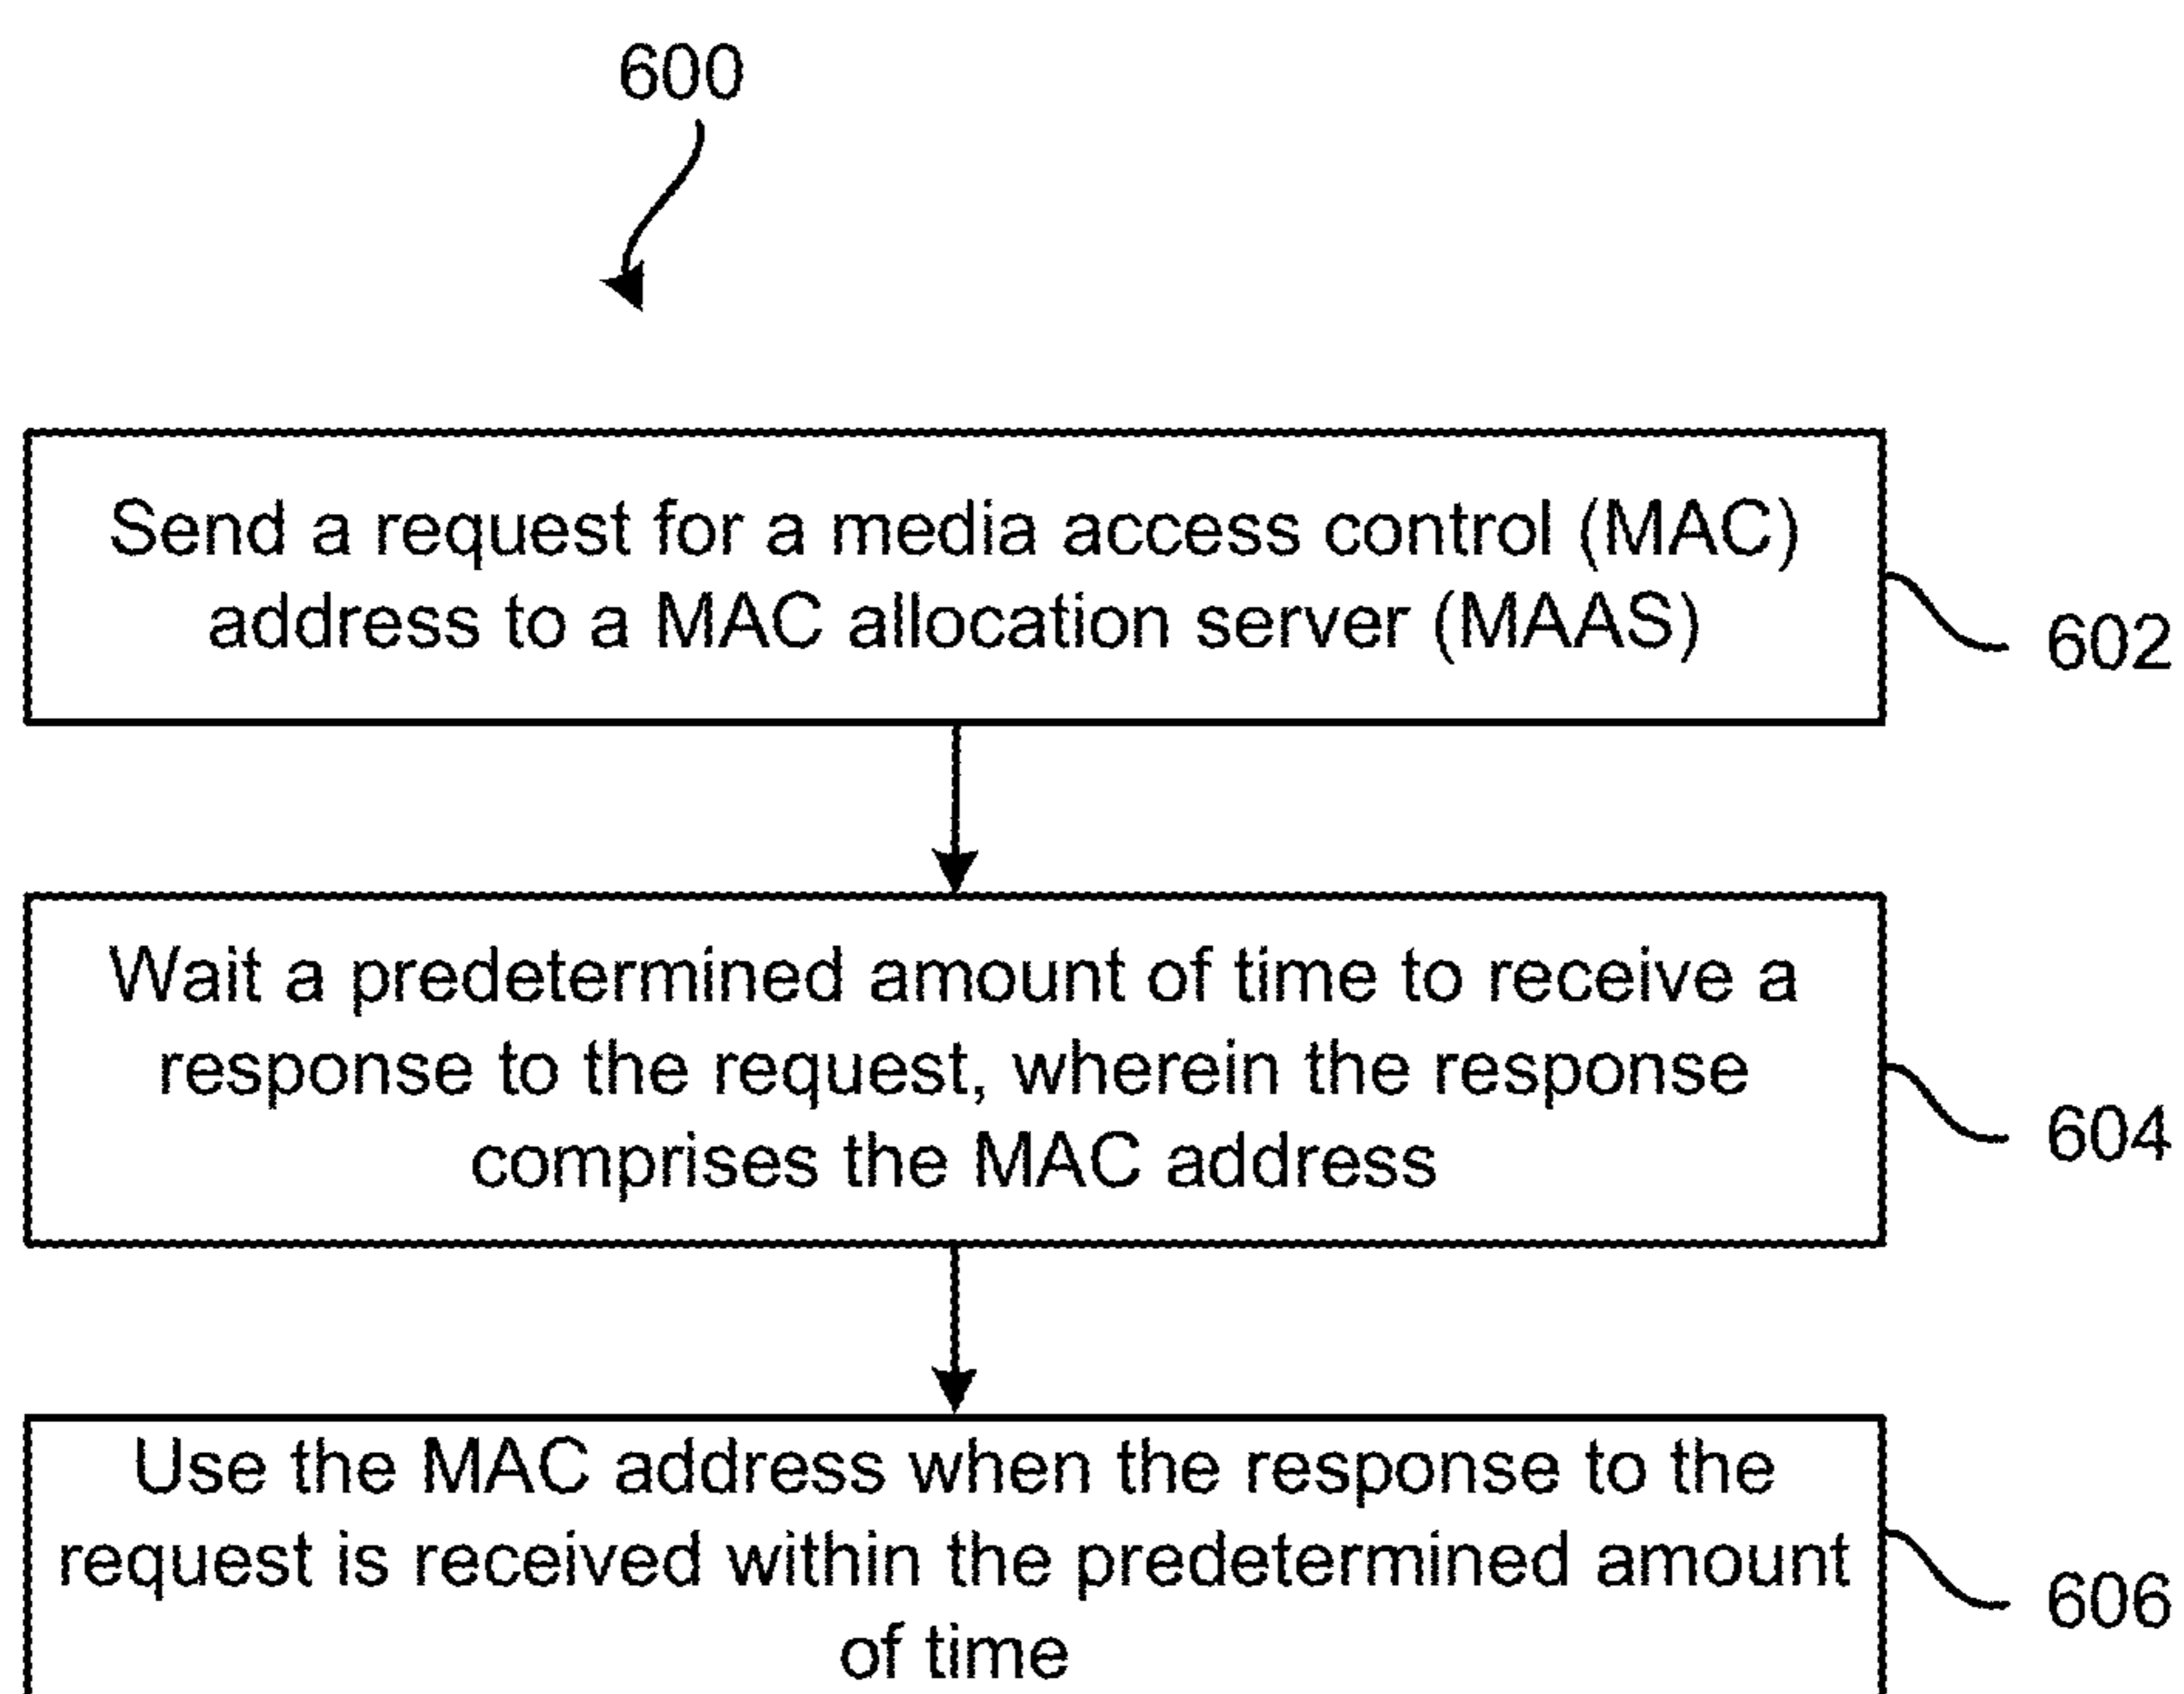 600
Send a request for a media access control (MAC)
address to a MAC allocation server (MAAS)
602
Wait a predetermined amount of time to receive a
response to the request, wherein the response
comprises the MAC address
604
Use the MAC address when the response to the
request is received within the predetermined amount
of time
606